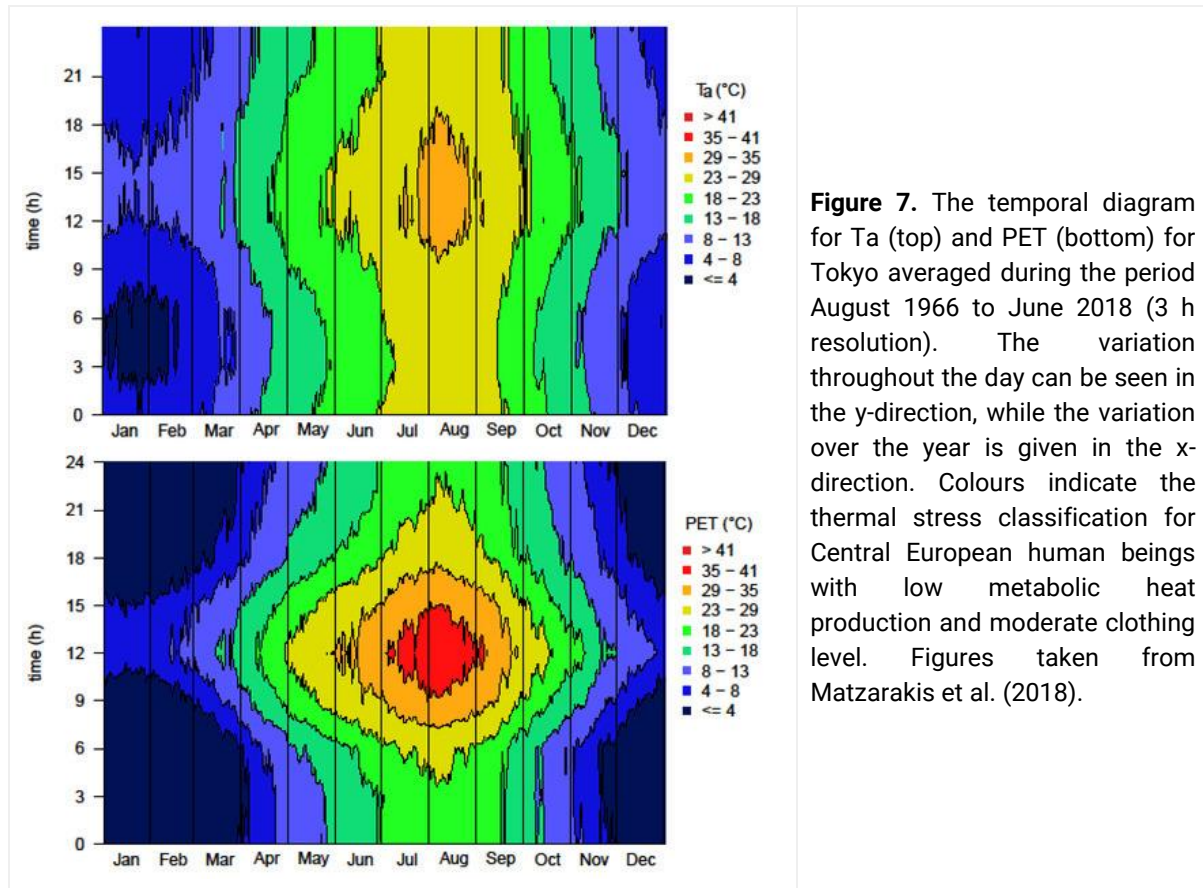 21
18
15
12
9
6
3
0
time (h)
Jan Feb Mar Apr May Jun Jul Aug Sep Oct Nov Dec
Ta (°C)
> 41
35 – 41
29 – 35
23 – 29
18 – 23
13 – 18
8 – 13
4 – 8
<= 4
24
21
18
15
12
9
6
3
0
time (h)
Jan Feb Mar Apr May Jun Jul Aug Sep Oct Nov Dec
PET (°C)
> 41
35 – 41
29 – 35
23 – 29
18 – 23
13 – 18
8 – 13
4 – 8
<= 4
Figure 7. The temporal diagram
for Ta (top) and PET (bottom) for
Tokyo averaged during the period
August 1966 to June 2018 (3 h
resolution). The variation
throughout the day can be seen in
the y-direction, while the variation
over the year is given in the x-
direction. Colours indicate the
thermal stress classification for
Central European human beings
with low metabolic heat
production and moderate clothing
level. Figures taken from
Matzarakis et al. (2018).